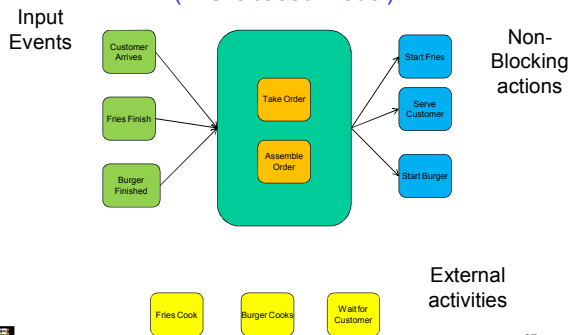 Input
Events
Customer
Arrives
Fries Finish
Burger
Finished
Take Order
Assemble
Order
Start Fries
Serve
Customer
Start Burger
Non-
Blocking
actions
External
activities
Fries Cook
Burger Cooks
Wait for
Customer